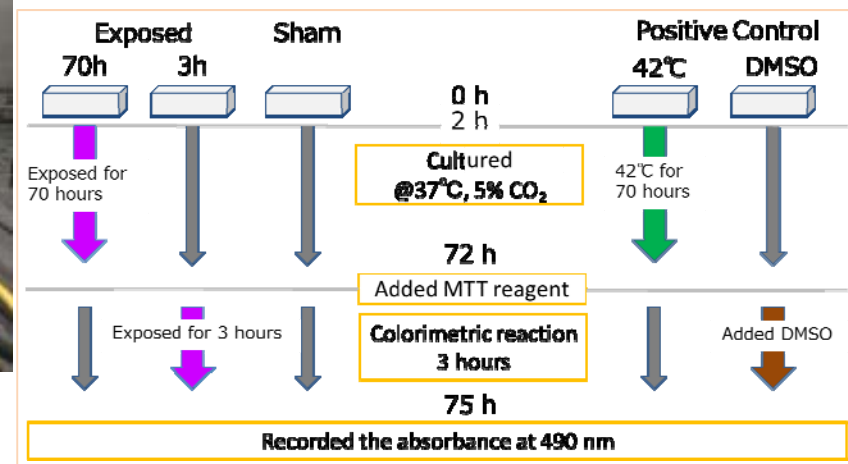 Exposed Sham Positive Control
70h 3h 42℃ DMSO
0 h
2 h
Exposed for
70 hours
Cultured
@37℃, 5% CO₂
42℃ for
70 hours
72 h
Added MTT reagent
Exposed for 3 hours
Colorimetric reaction
3 hours
Added DMSO
75 h
Recorded the absorbance at 490 nm